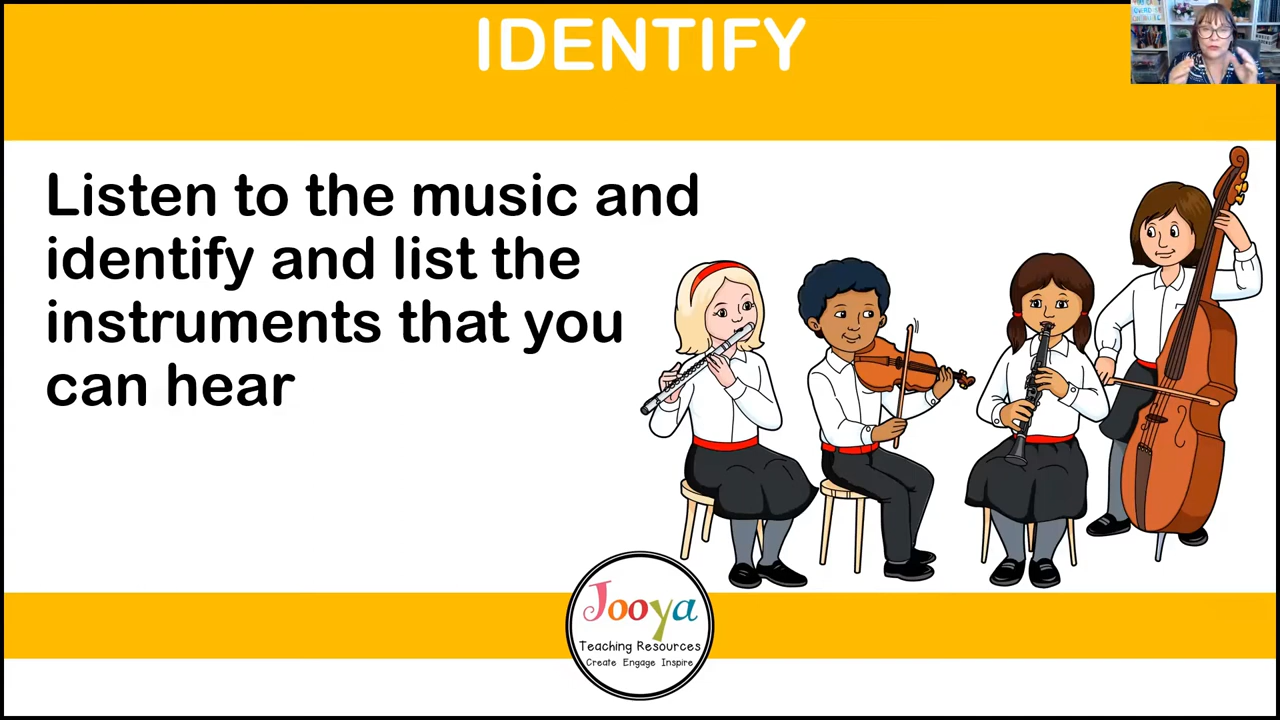 IDENTIFY
Listen to the music and
identify and list the
instruments that you
can hear
Jooya
Teaching Resources
Create Engage Inspire